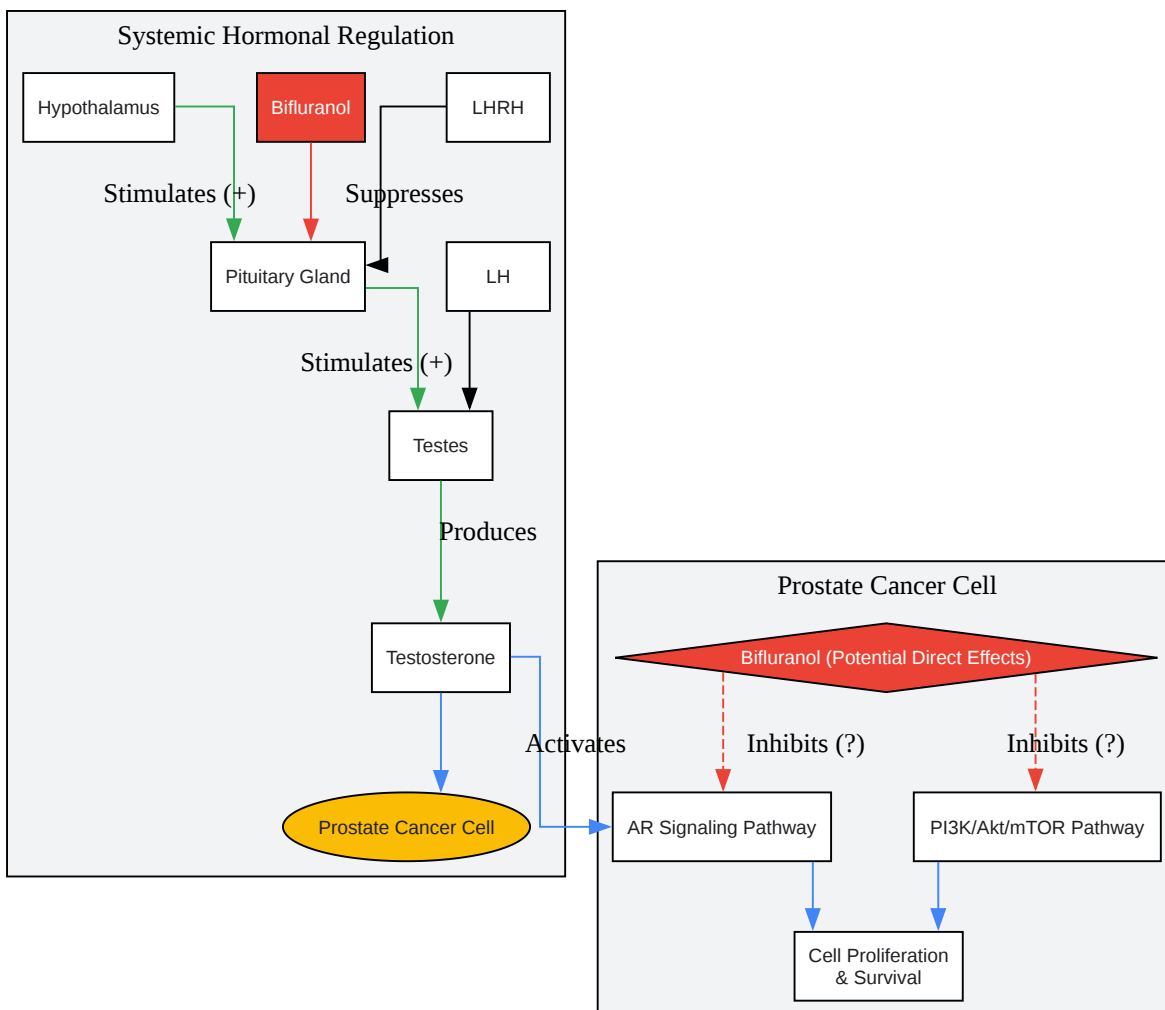 Systemic Hormonal Regulation
Hypothalamus
Bifluranol
LHRH
Stimulates (+)
Suppresses
Pituitary Gland
LH
Stimulates (+)
Testes
Produces
Testosterone
Activates
Prostate Cancer Cell
Prostate Cancer Cell
Bifluranol (Potential Direct Effects)
Inhibits (?)
Inhibits (?)
AR Signaling Pathway
PI3K/Akt/mTOR Pathway
Cell Proliferation
& Survival